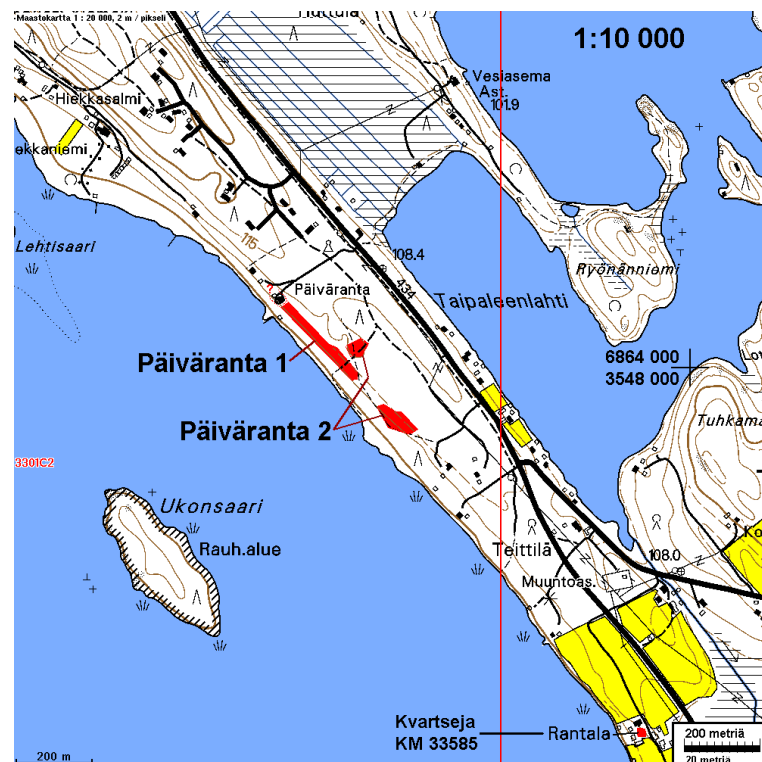 -Maastokartta 1 : 20 000, 2 m / pikseli
1:10 000
Vesiasema
Ast.
101.9
Hiekkasalmi
ekkaniemi
Lehtisaari
115
108.4
434
Ryönänniemi
Päiväranta
Taipaleenlahti
Päiväranta 1
6864 000
3548 000
Päiväranta 2
Tuhkama
3301C2
Ukonsaari
Rauh.alue
Teittilä
108.0
Ko
Muuntoas.
Kvartseja
KM 33585
Rantala
200 metriä
20 metriä
200 m